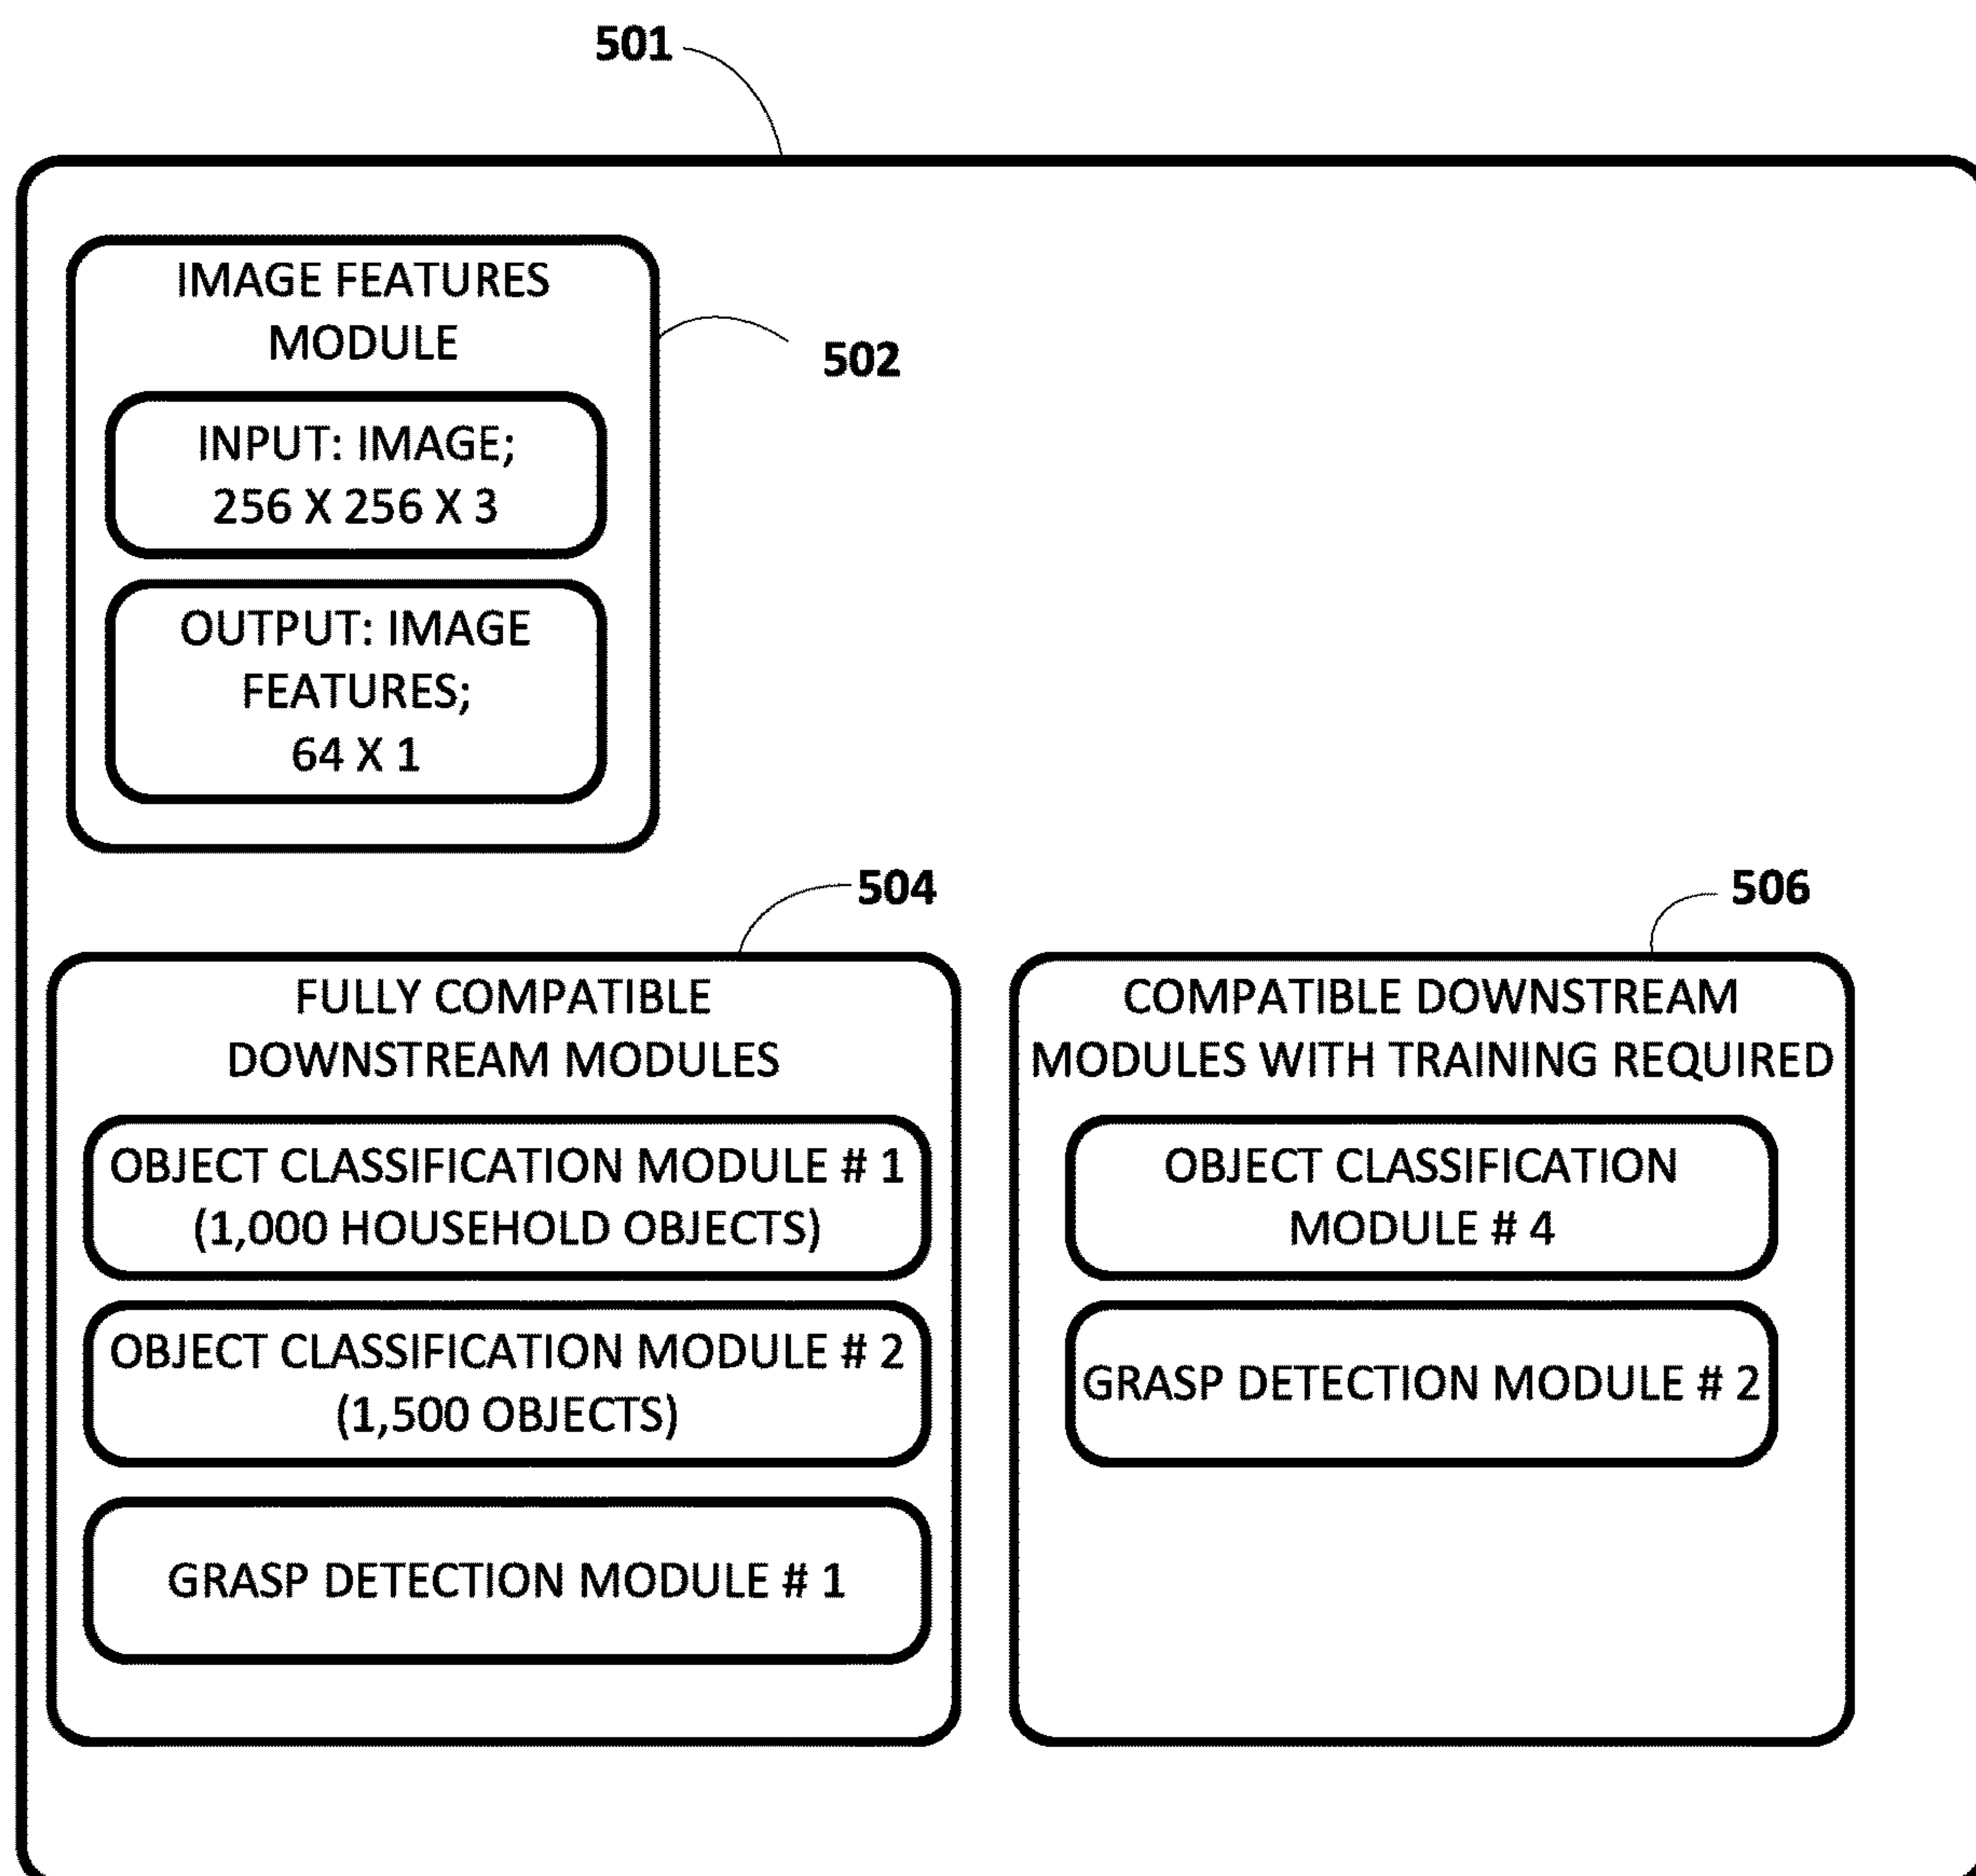 501
IMAGE FEATURES
MODULE
502
INPUT: IMAGE;
256 X 256 X 3
OUTPUT: IMAGE
FEATURES;
64 X 1
504
FULLY COMPATIBLE
DOWNSTREAM MODULES
OBJECT CLASSIFICATION MODULE # 1
(1,000 HOUSEHOLD OBJECTS)
OBJECT CLASSIFICATION MODULE # 2
(1,500 OBJECTS)
GRASP DETECTION MODULE # 1
506
COMPATIBLE DOWNSTREAM
MODULES WITH TRAINING REQUIRED
OBJECT CLASSIFICATION
MODULE # 4
GRASP DETECTION MODULE # 2